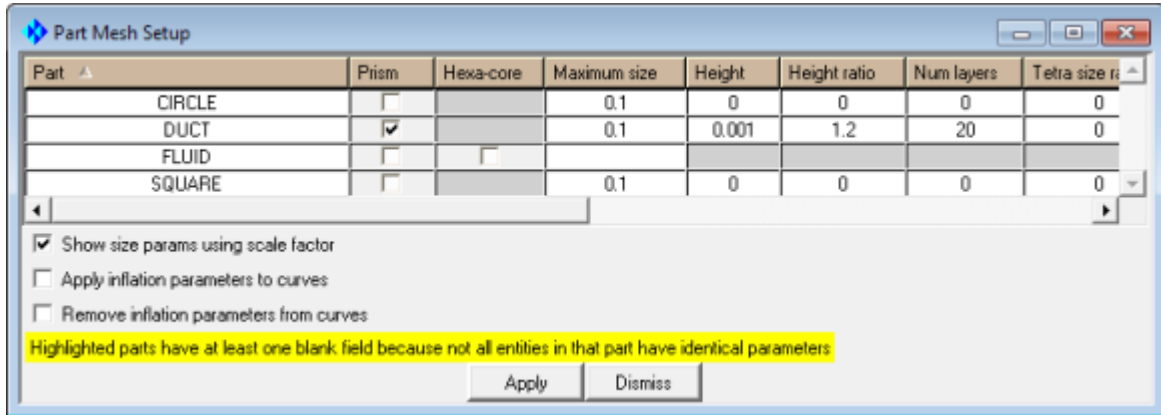 Part Mesh Setup
Part Prism Hexa-core Maximum size Height Height ratio Num layers Tetra size
CIRCLE 0.1 0 0 0 0
DUCT 0.1 0.001 1.2 20 0
FLUID
SQUARE 0.1 0 0 0 0
Show size params using scale factor
Apply inflation parameters to curves
Remove inflation parameters from curves
Highlighted parts have at least one blank field because not all entities in that part have identical parameters
Apply Dismiss